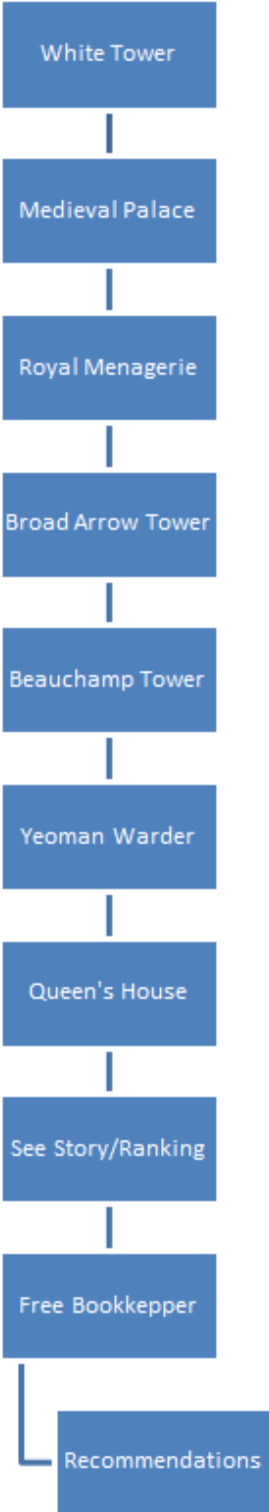 White Tower
Medieval Palace
Royal Menagerie
Broad Arrow Tower
Beauchamp Tower
Yeoman Warder
Queen's House
See Story/Ranking
Free Bookkepper
Recommendations